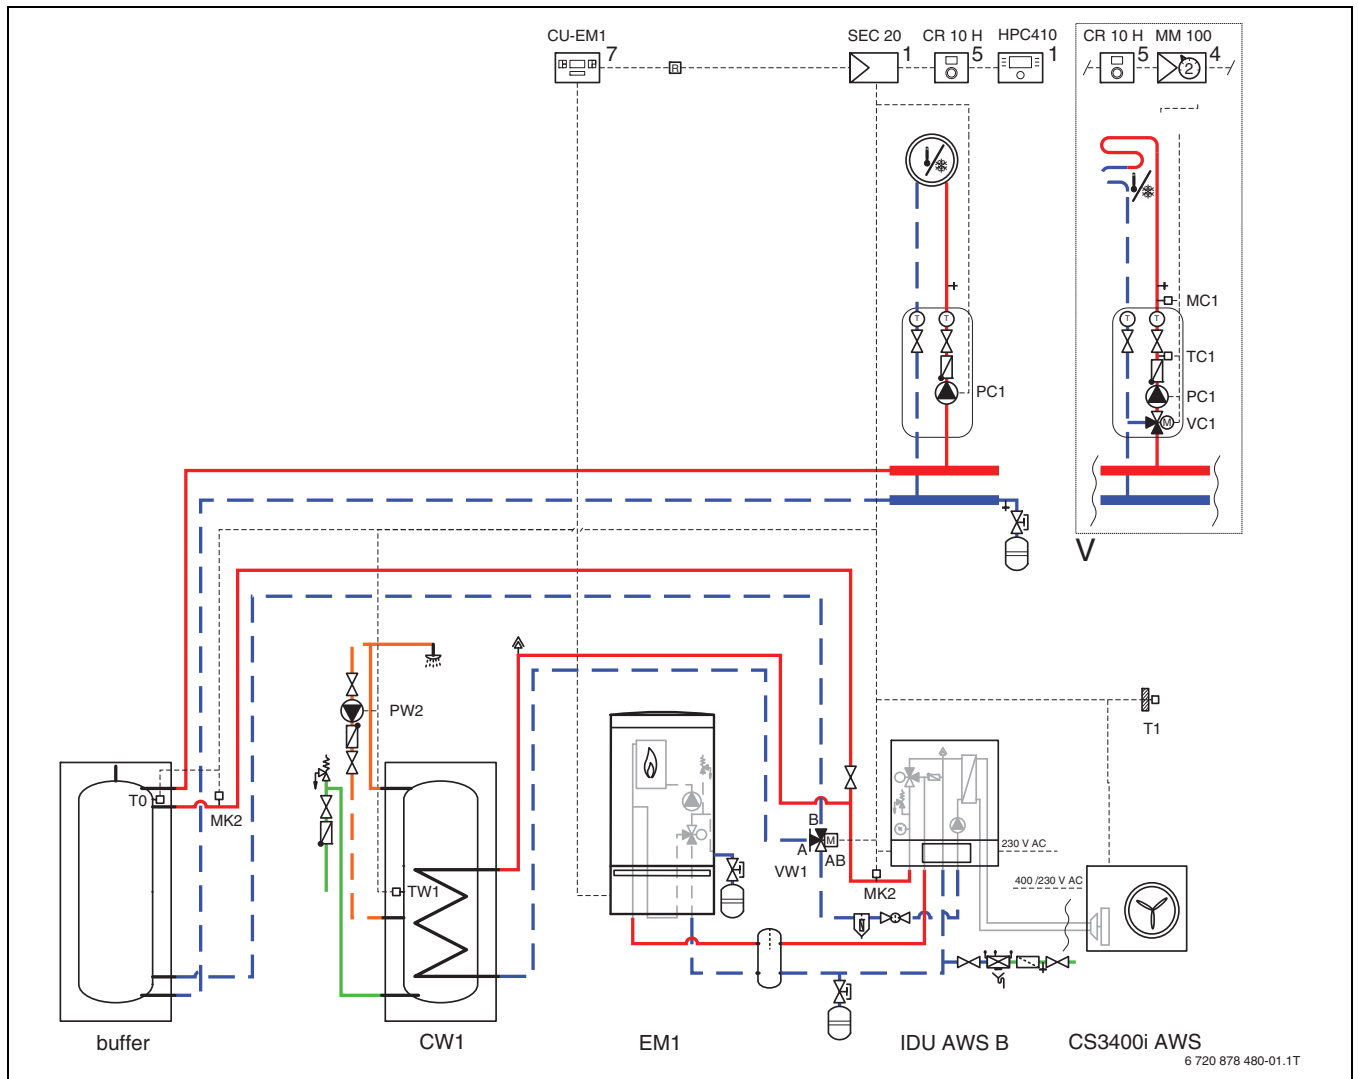 CU-EM1
7
R
SEC 20
1
CR 10 H
5
HPC410
1
CR 10 H
5
MM 100
4
2
T
T
T
T
MC1
TC1
PC1
PC1
VC1
M
V
PW2
T1
T0
MK2
B
A
M
AB
VW1
230 V AC
400 /230 V AC
TW1
MK2
buffer
CW1
EM1
IDU AWS B
CS3400i AWS
6 720 878 480-01.1T